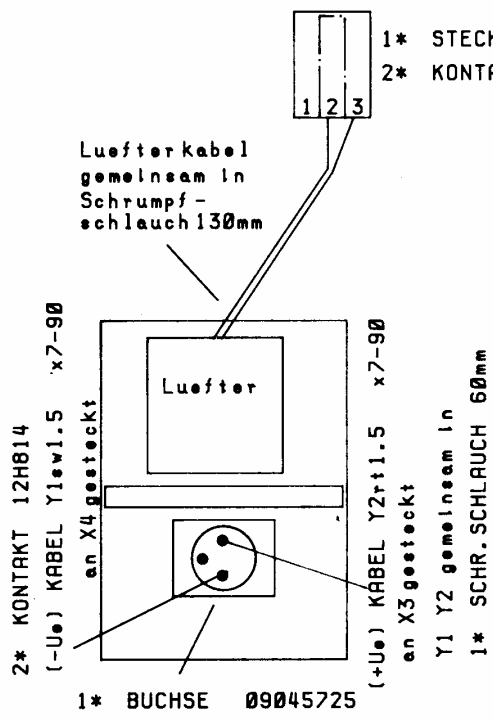 1* STECK
2* KONTA
1 2 3
Luefterkabel
gemeinsam in
Schrumpf-
schlauch 130mm
Luefter
2* KONTAKT 12H814
(-Ue) KABEL Y1sw1.5 x7-90
an X4 gesteckt
(+Ue) KABEL Y2rt1.5 x7-90
an X3 gesteckt
Y1 Y2 gemeinsam in
1* SCHR.SCHLAUCH 60mm
1* BUCHSE 09045725